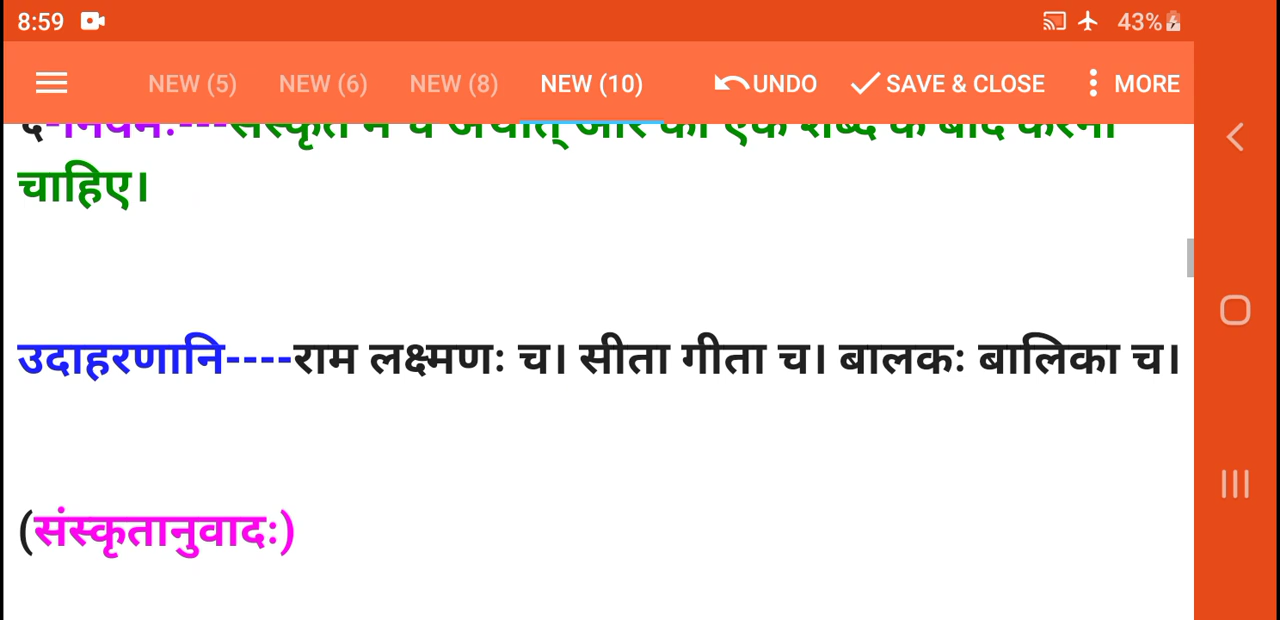 8:59 43%
NEW (5) NEW (6) NEW (8) NEW (10) UNDO SAVE & CLOSE MORE
चाहिए।
उदाहरणानि----राम लक्ष्मणः च। सीता गीता च। बालकः बालिका च।
(संस्कृतानुवादः)